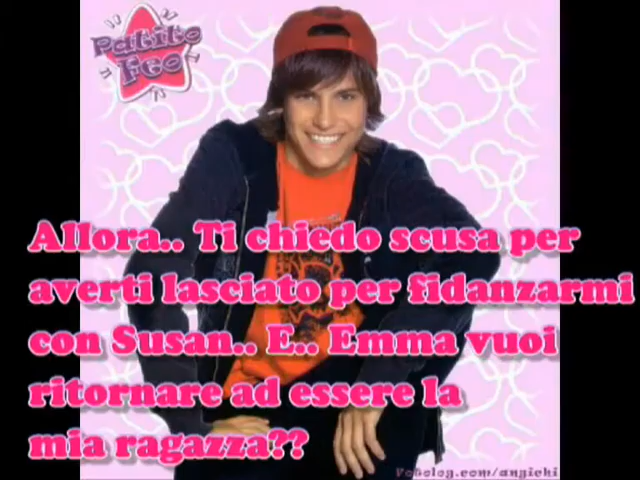 Patito
Feo
Allora.. Ti chiedo scusa per
averti lasciato per fidanzarmi
con Susan.. E.. Emma vuoi
ritornare ad essere la
mia ragazza??
Fotolog.com/angichi